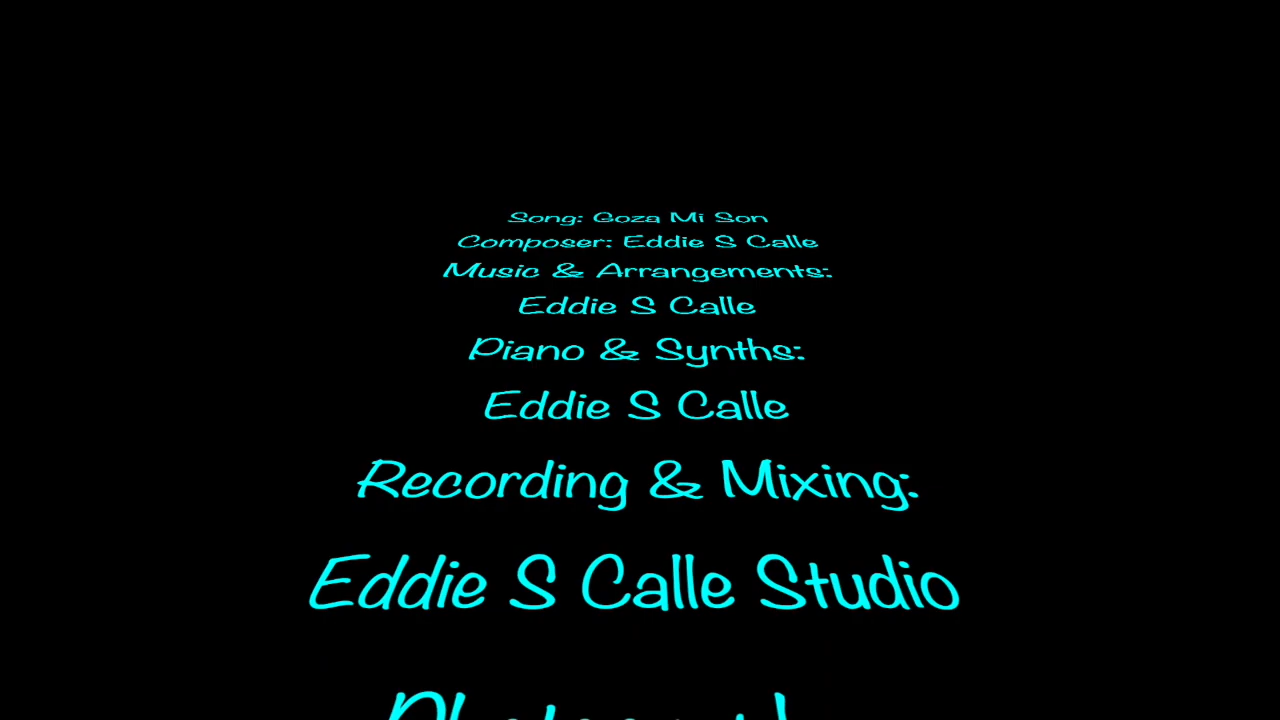 Song: Goza Mi Son
Composer: Eddie S Calle
Music & Arrangements:
Eddie S Calle
Piano & Synths:
Eddie S Calle
Recording & Mixing:
Eddie S Calle Studio